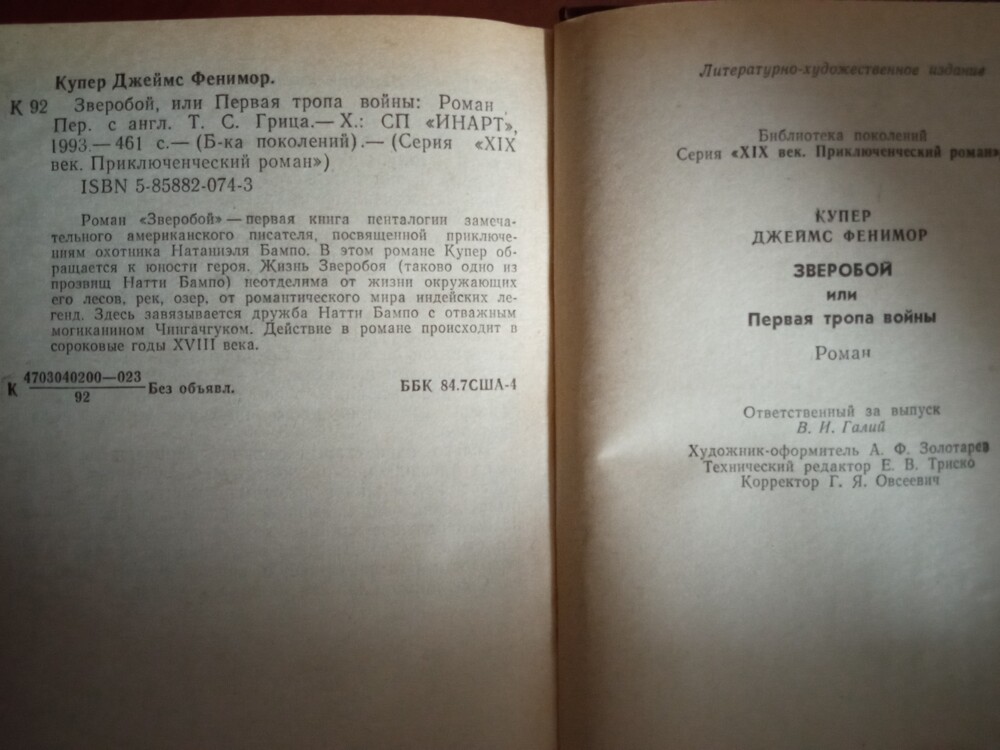 Купер Джеймс Фенимор.
К 92 Зверобой, или Первая тропа войны: Роман
Пер. с англ. Т. С. Грица.— Х.: СП «ИНАРТ»,
1993.— 461 с.— (Б-ка поколений).— (Серия «XIX
век. Приключенческий роман»)
ISBN 5-85882-074-3
Роман «Зверобой» — первая книга пенталогии замеча-
тельного американского писателя, посвященной приключе-
ниям охотника Натаниэля Бампо. В этом романе Купер об-
ращается к юности героя. Жизнь Зверобоя (таково одно из
прозвищ Натти Бампо) неотделима от жизни окружающих
его лесов, рек, озер, от романтического мира индейских ле-
генд. Здесь завязывается дружба Натти Бампо с отважным
могиканином Чингачгуком. Действие в романе происходит в
сороковые годы XVIII века.
К 4703040200—023
92
Без объявл.
ББК 84.7США-4
Литературно-художественное издание
Библиотека поколений
Серия «XIX век. Приключенческий роман»
КУПЕР
ДЖЕЙМС ФЕНИМОР
ЗВЕРОБОЙ
или
Первая тропа войны
Роман
Ответственный за выпуск
В. И. Галий
Художник-оформитель А. Ф. Золотарев
Технический редактор Е. В. Триско
Корректор Г. Я. Овсеевич